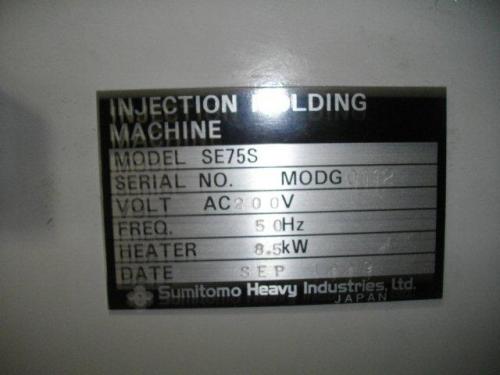 INJECTION MOLDING
MACHINE
MODEL SE75S
SERIAL NO. MODG
VOLT AC200V
FREQ. 50Hz
HEATER 8.5kW
DATE SEP
Sumitomo Heavy Industries, Ltd.
JAPAN